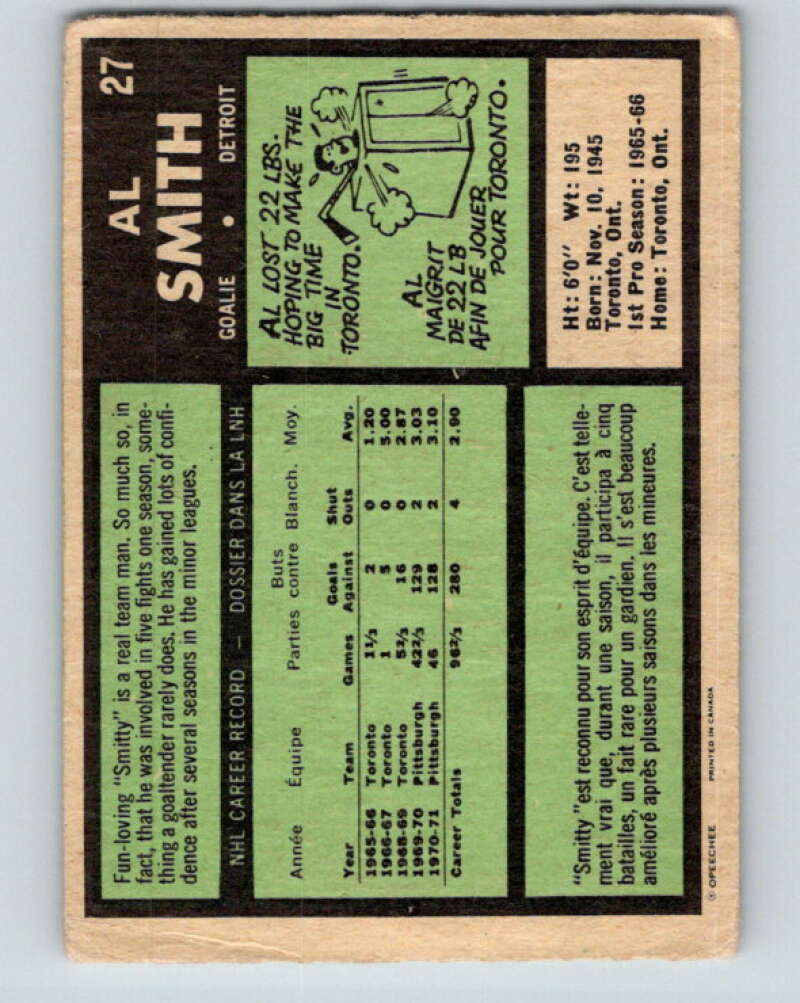 AL 27
SMITH
GOALIE • DETROIT
Fun-loving "Smitty" is a real team man. So much so, in
fact, that he was involved in five fights one season, some-
thing a goaltender rarely does. He has gained lots of confi-
dence after several seasons in the minor leagues.
AL LOST 22 LBS.
HOPING TO MAKE THE
BIG TIME
IN
TORONTO.
AL
MAIGRIT
DE 22 LB
AFIN DE JOUER
POUR TORONTO.
NHL CAREER RECORD — DOSSIER DANS LA LNH
Buts
Année Équipe Parties contre Blanch. Moy.
Goals Shut
Year Team Games Against Outs Avg.
1965-66 Toronto 1⅓ 2 0 1.20
1966-67 Toronto 1 5 0 5.00
1968-69 Toronto 5⅔ 16 0 2.87
1969-70 Pittsburgh 42⅔ 129 2 3.03
1970-71 Pittsburgh 46 128 2 3.10
Career Totals 96⅔ 280 4 2.90
Ht: 6'0" Wt: 195
Born: Nov. 10, 1945
Toronto, Ont.
1st Pro Season: 1965-66
Home: Toronto, Ont.
"Smitty "est reconnu pour son esprit d'équipe. C'est telle-
ment vrai que, durant une saison, il participa à cinq
batailles, un fait rare pour un gardien. Il s'est beaucoup
amélioré après plusieurs saisons dans les mineures.
© OPEECHEE PRINTED IN CANADA